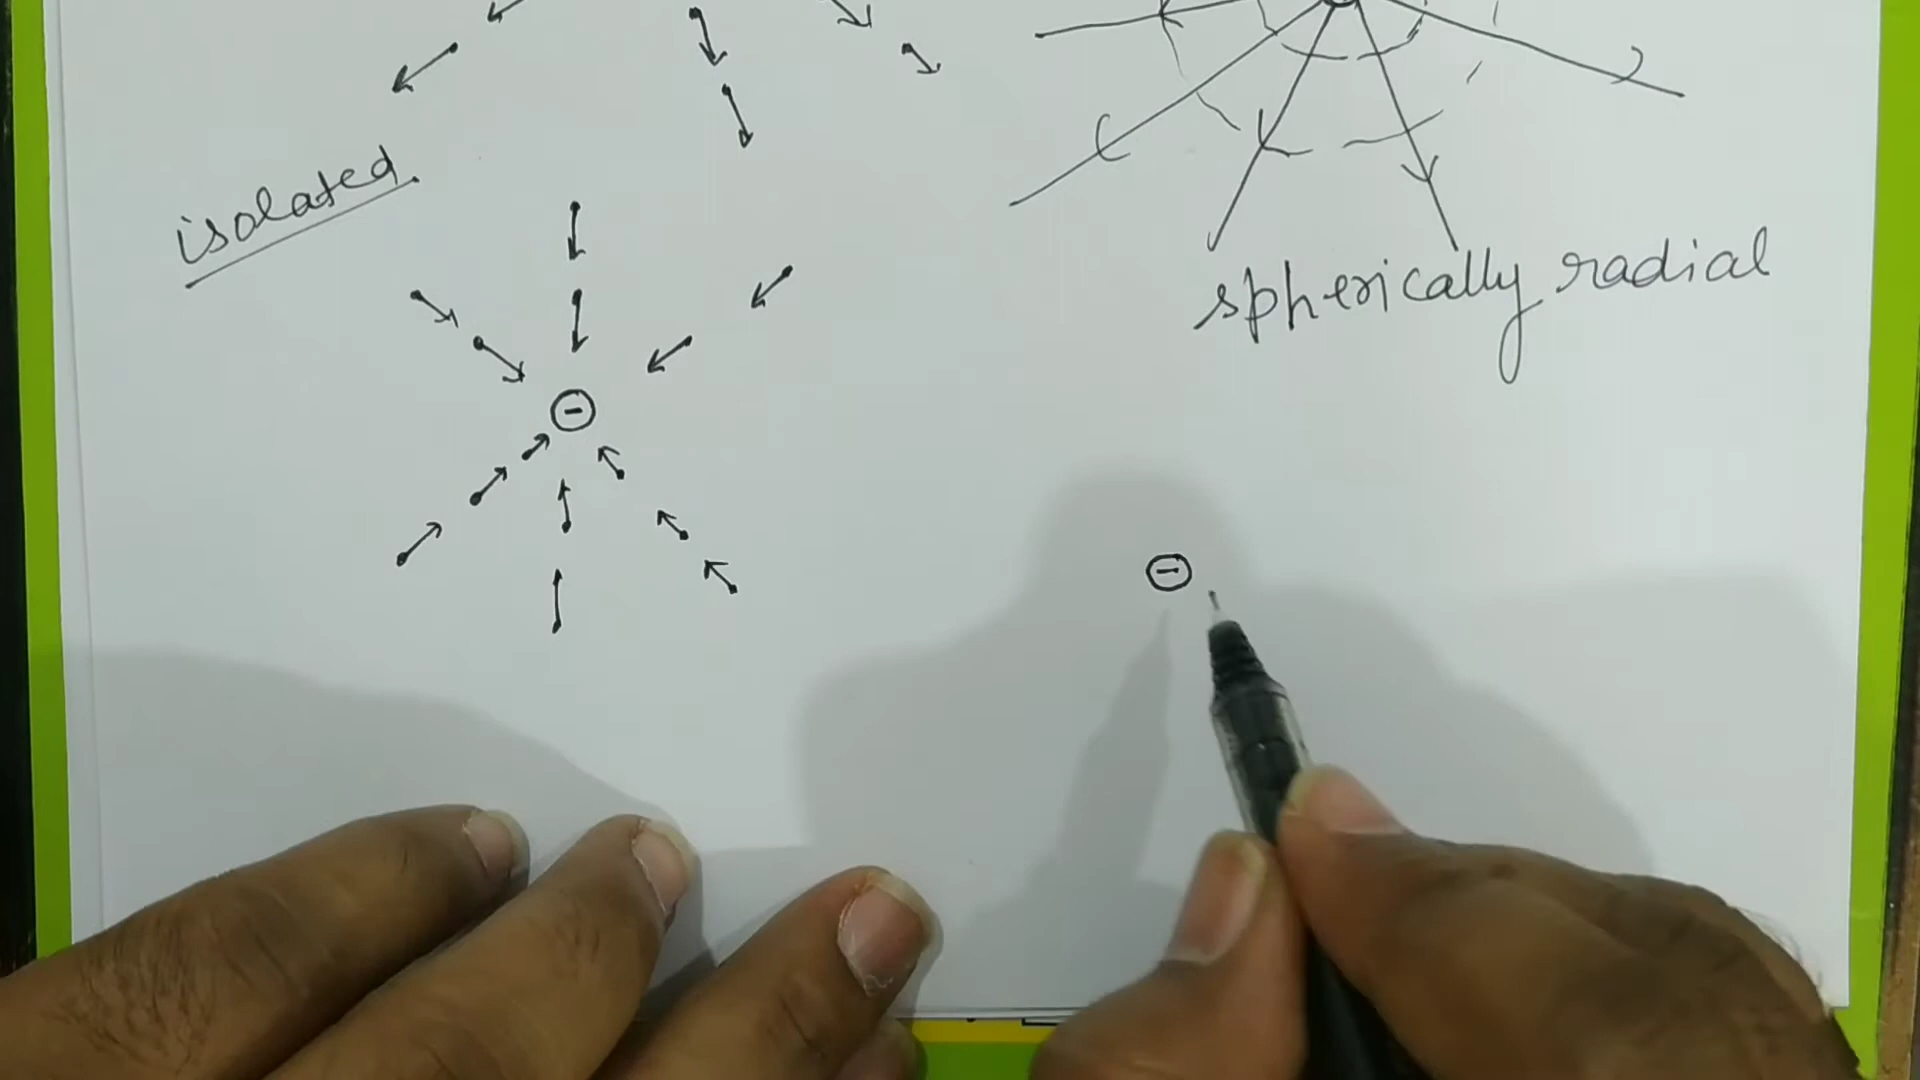 isolated.
spherically radial
-
-